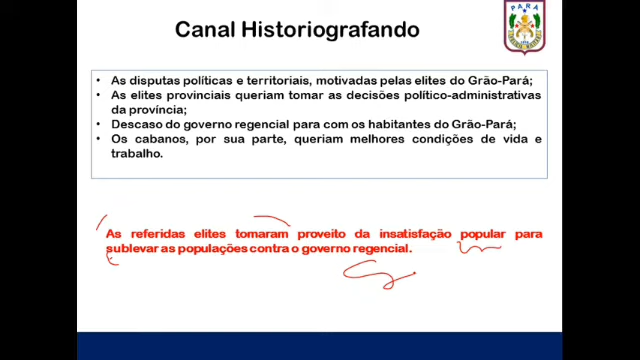 Canal Historiografando
PARÁ
• As disputas políticas e territoriais, motivadas pelas elites do Grão-Pará;
• As elites provinciais queriam tomar as decisões político-administrativas
da província;
• Descaso do governo regencial para com os habitantes do Grão-Pará;
• Os cabanos, por sua parte, queriam melhores condições de vida e
trabalho.
As referidas elites tomaram proveito da insatisfação popular para
sublevar as populações contra o governo regencial.